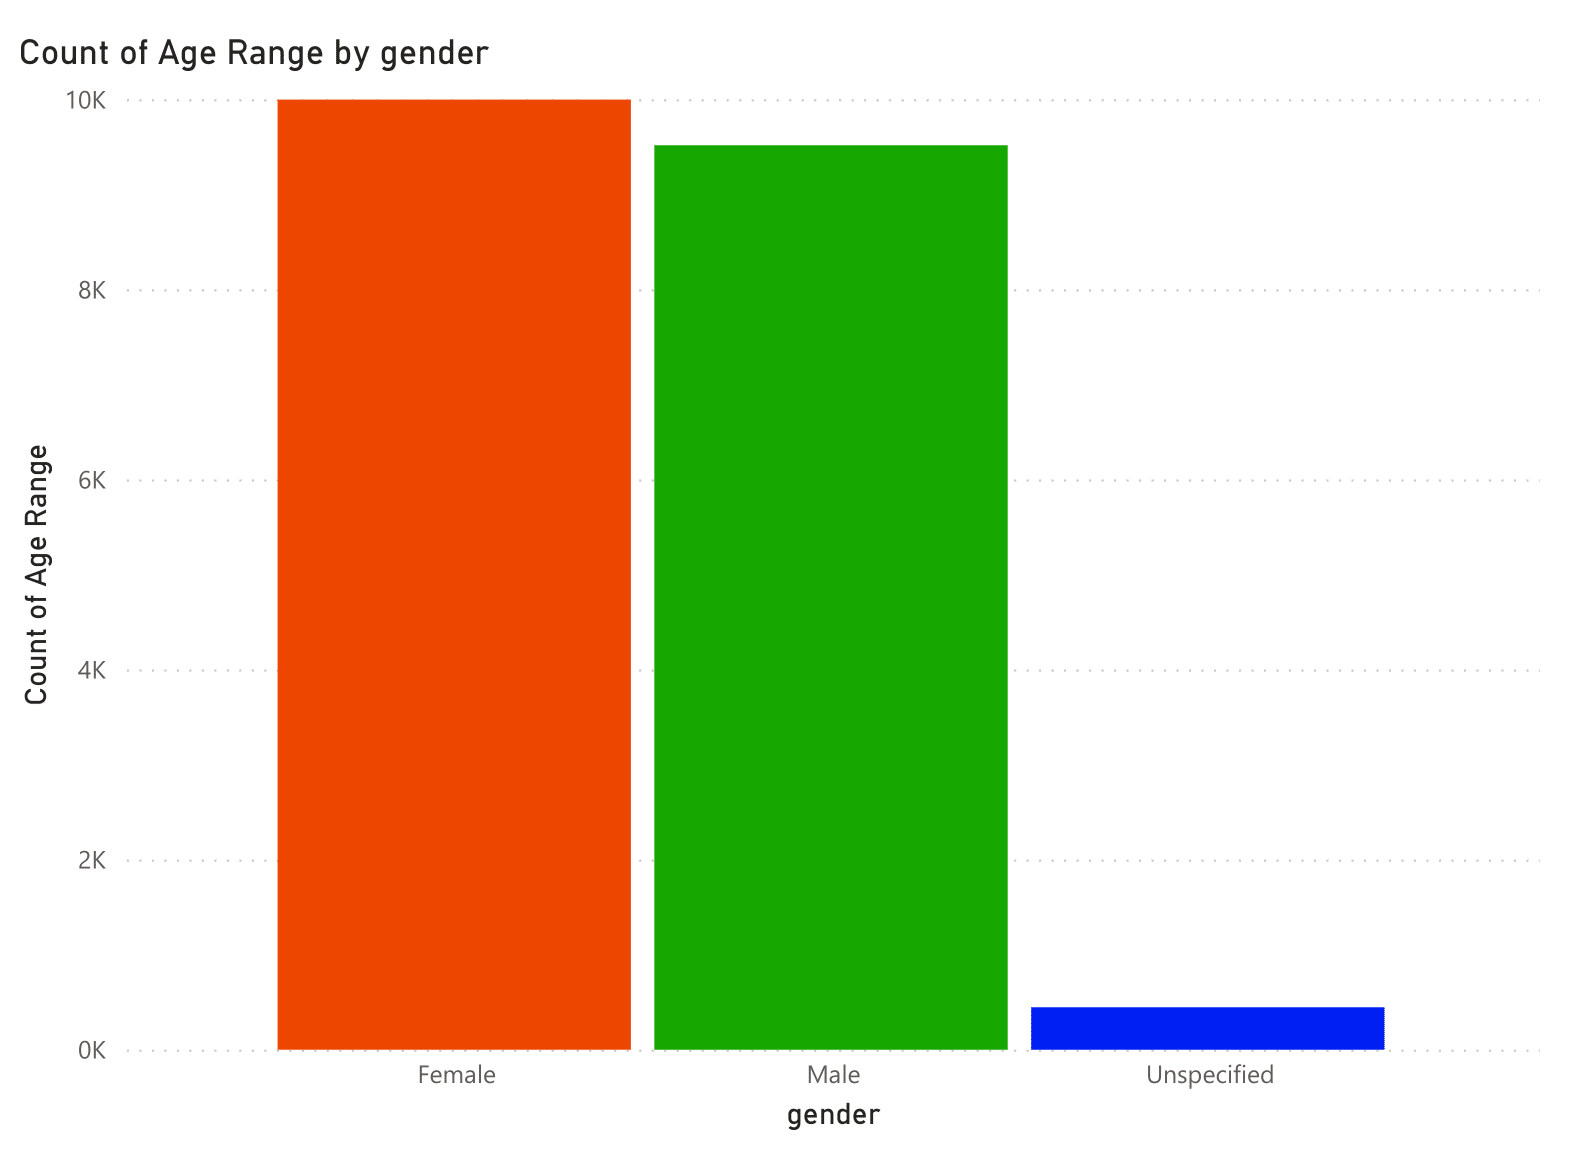 Count of Age Range by gender
10K
8K
6K
4K
2K
0K
Count of Age Range
Female
Male
Unspecified
gender